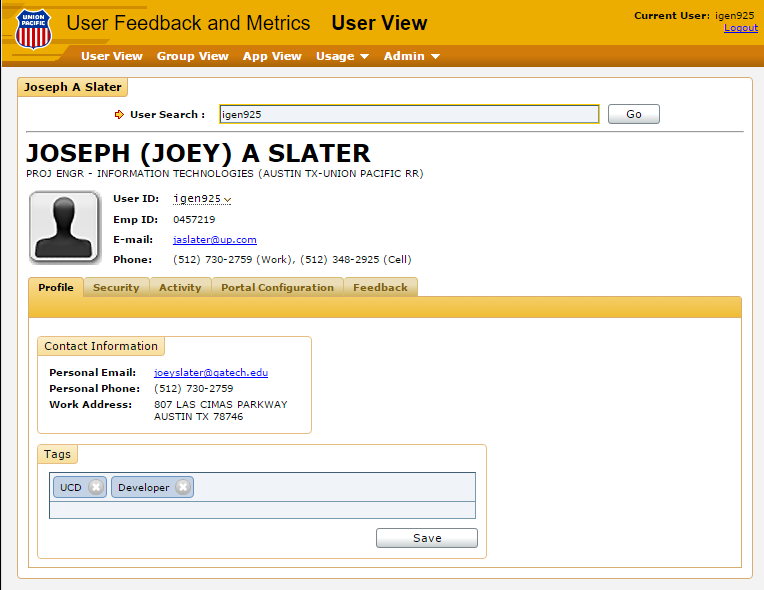 UNION
PACIFIC
User Feedback and Metrics User View
Current User: igen925
Logout
User View Group View App View Usage Admin
Joseph A Slater
User Search : igen925 Go
JOSEPH (JOEY) A SLATER
PROJ ENGR - INFORMATION TECHNOLOGIES (AUSTIN TX-UNION PACIFIC RR)
User ID: igen925
Emp ID: 0457219
E-mail: jaslater@up.com
Phone: (512) 730-2759 (Work), (512) 348-2925 (Cell)
Profile Security Activity Portal Configuration Feedback
Contact Information
Personal Email: joeyslater@gatech.edu
Personal Phone: (512) 730-2759
Work Address: 807 LAS CIMAS PARKWAY
AUSTIN TX 78746
Tags
UCD Developer
Save